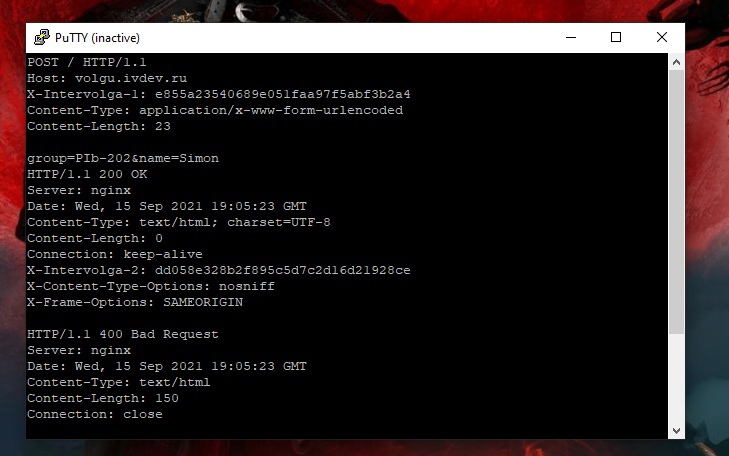 PuTTY (inactive)
POST / HTTP/1.1
Host: volgu.ivdev.ru
X-Intervolga-1: e855a23540689e051faa97f5abf3b2a4
Content-Type: application/x-www-form-urlencoded
Content-Length: 23

group=PIb-202&name=Simon
HTTP/1.1 200 OK
Server: nginx
Date: Wed, 15 Sep 2021 19:05:23 GMT
Content-Type: text/html; charset=UTF-8
Content-Length: 0
Connection: keep-alive
X-Intervolga-2: dd058e328b2f895c5d7c2d16d21928ce
X-Content-Type-Options: nosniff
X-Frame-Options: SAMEORIGIN

HTTP/1.1 400 Bad Request
Server: nginx
Date: Wed, 15 Sep 2021 19:05:23 GMT
Content-Type: text/html
Content-Length: 150
Connection: close